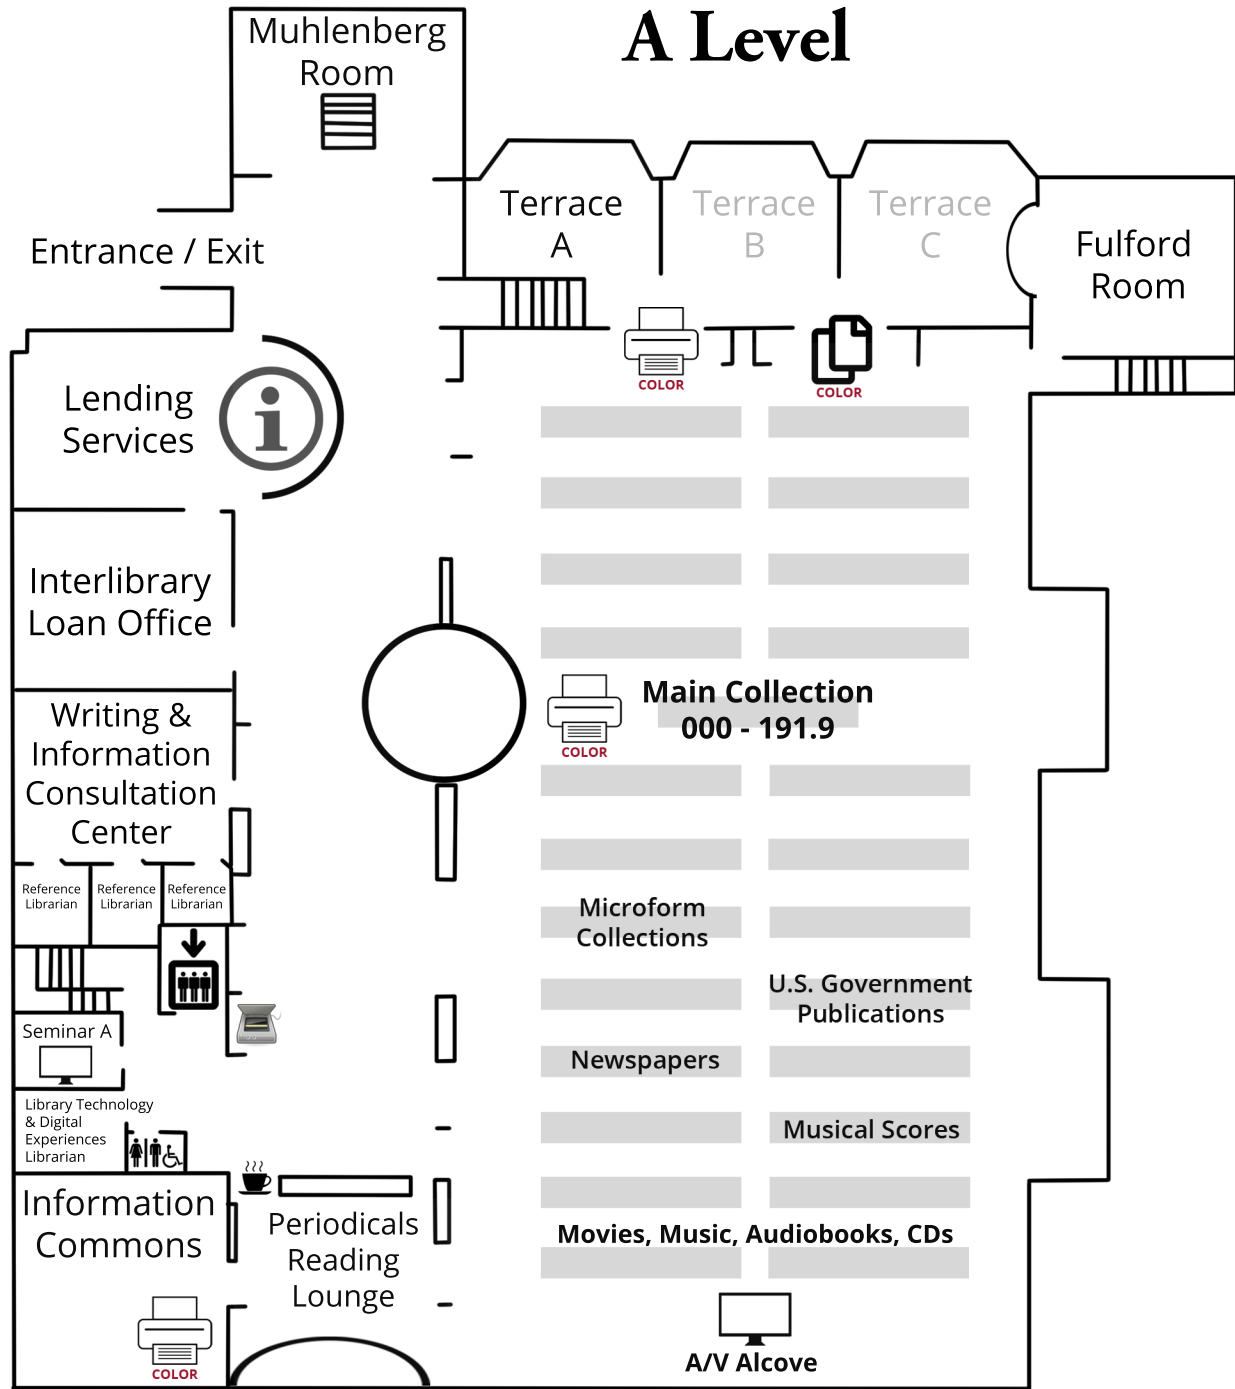 A Level
Muhlenberg
Room
Terrace
A
Terrace
B
Terrace
C
Fulford
Room
Entrance / Exit
COLOR
COLOR
Lending
Services
Interlibrary
Loan Office
Main Collection
000 - 191.9
COLOR
Writing &
Information
Consultation
Center
Reference
Librarian
Reference
Librarian
Reference
Librarian
Microform
Collections
U.S. Government
Publications
Seminar A
Newspapers
Library Technology
& Digital
Experiences
Librarian
Musical Scores
Information
Commons
Periodicals
Reading
Lounge
Movies, Music, Audiobooks, CDs
COLOR
A/V Alcove